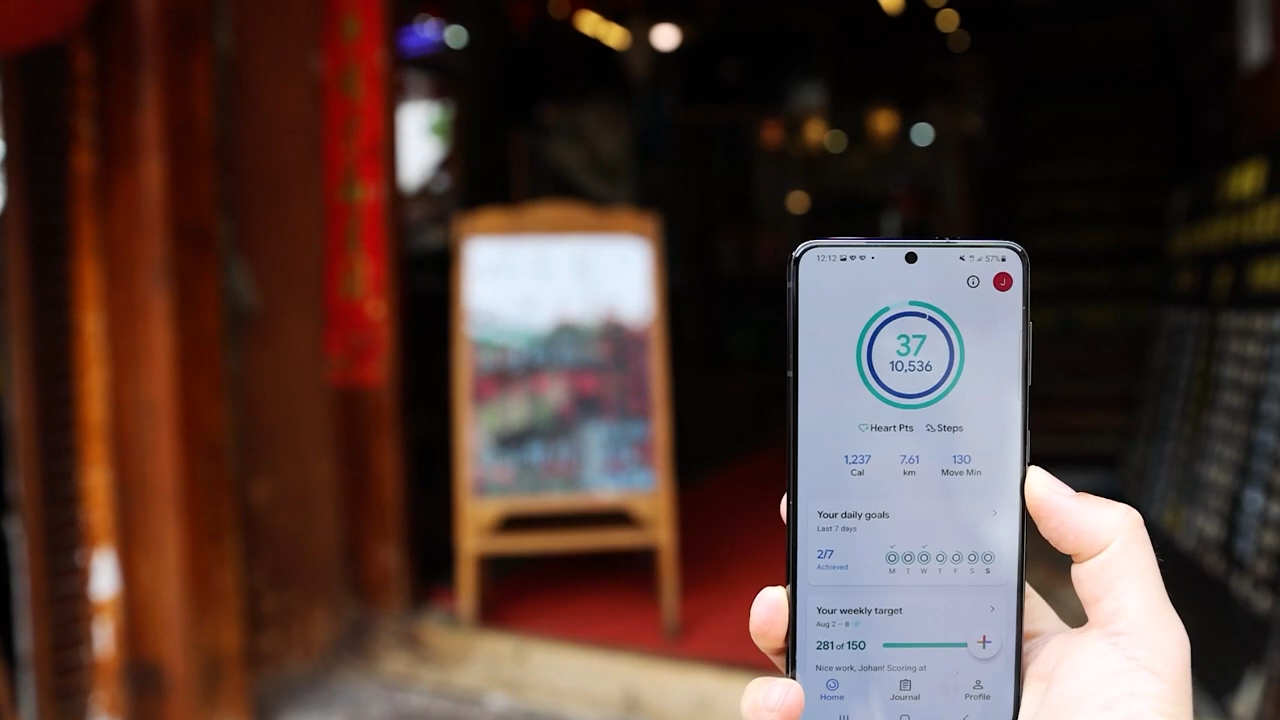 12:12
57%
J
37
10,536
Heart Pts Steps
1,237 7.61 130
Cal km Move Min
Your daily goals
Last 7 days
2/7
Achieved
M T W T F S S
Your weekly target
Aug 2 – 8
281 of 150
Nice work, Johan! Scoring at
Home Journal Profile